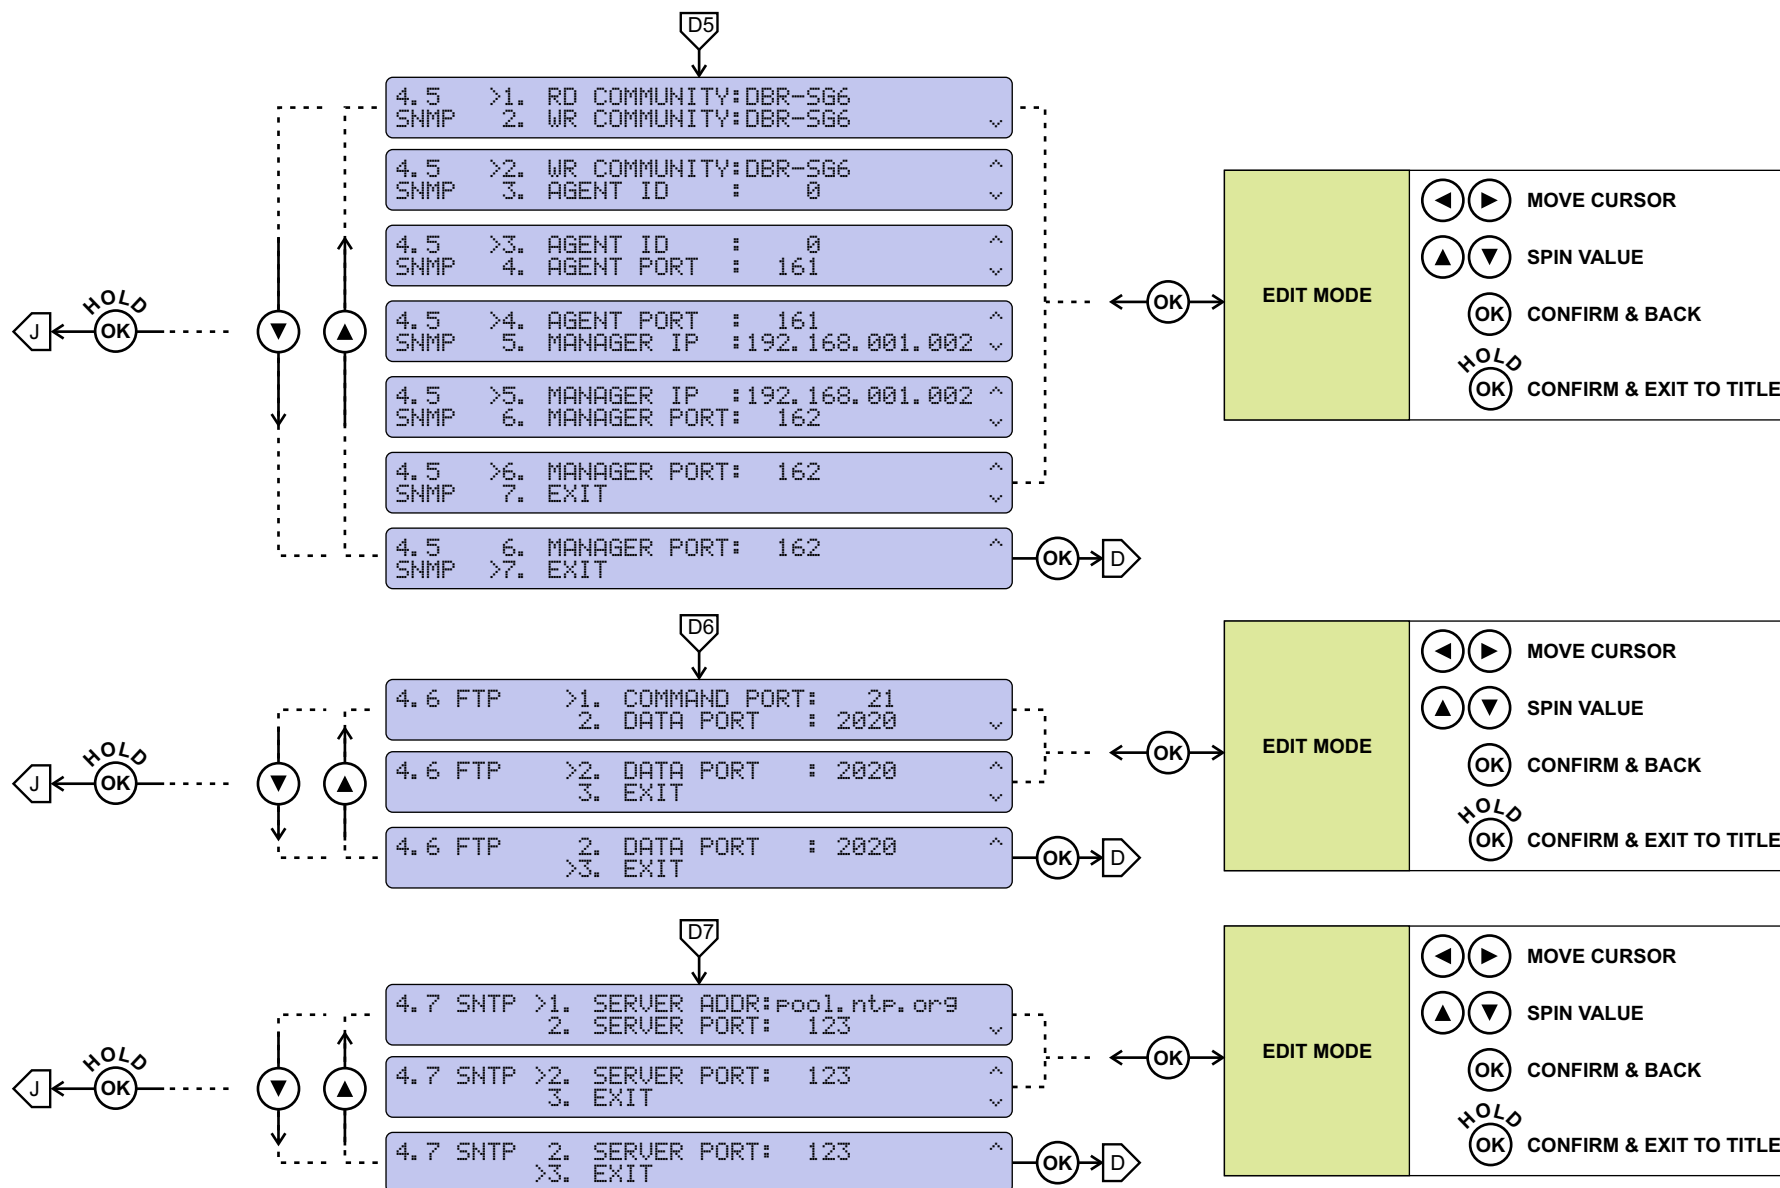 D5
4.5 >1. RD COMMUNITY:DBR-SG6
SNMP 2. WR COMMUNITY:DBR-SG6
4.5 >2. WR COMMUNITY:DBR-SG6
SNMP 3. AGENT ID : 0
4.5 >3. AGENT ID : 0
SNMP 4. AGENT PORT : 161
4.5 >4. AGENT PORT : 161
SNMP 5. MANAGER IP :192.168.001.002
4.5 >5. MANAGER IP :192.168.001.002
SNMP 6. MANAGER PORT: 162
4.5 >6. MANAGER PORT: 162
SNMP 7. EXIT
4.5 6. MANAGER PORT: 162
SNMP >7. EXIT
HOLD
J OK
OK D
OK
EDIT MODE
MOVE CURSOR
SPIN VALUE
OK CONFIRM & BACK
HOLD
OK CONFIRM & EXIT TO TITLE
D6
4.6 FTP >1. COMMAND PORT: 21
2. DATA PORT : 2020
4.6 FTP >2. DATA PORT : 2020
3. EXIT
4.6 FTP 2. DATA PORT : 2020
>3. EXIT
HOLD
J OK
OK D
OK
EDIT MODE
MOVE CURSOR
SPIN VALUE
OK CONFIRM & BACK
HOLD
OK CONFIRM & EXIT TO TITLE
D7
4.7 SNTP >1. SERVER ADDR:pool.ntp.org
2. SERVER PORT: 123
4.7 SNTP >2. SERVER PORT: 123
3. EXIT
4.7 SNTP 2. SERVER PORT: 123
>3. EXIT
HOLD
J OK
OK D
OK
EDIT MODE
MOVE CURSOR
SPIN VALUE
OK CONFIRM & BACK
HOLD
OK CONFIRM & EXIT TO TITLE